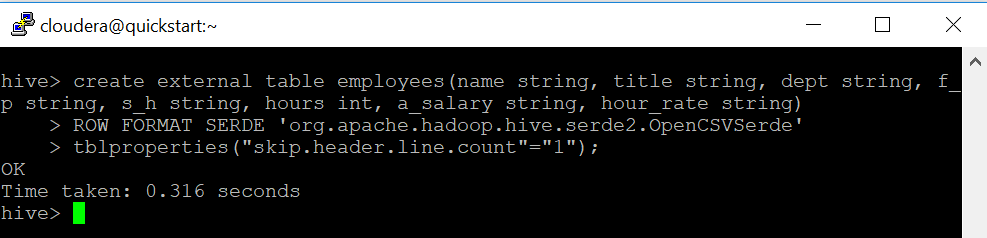 cloudera@quickstart:~
hive> create external table employees(name string, title string, dept string, f_
p string, s_h string, hours int, a_salary string, hour_rate string)
    > ROW FORMAT SERDE 'org.apache.hadoop.hive.serde2.OpenCSVSerde'
    > tblproperties("skip.header.line.count"="1");
OK
Time taken: 0.316 seconds
hive>